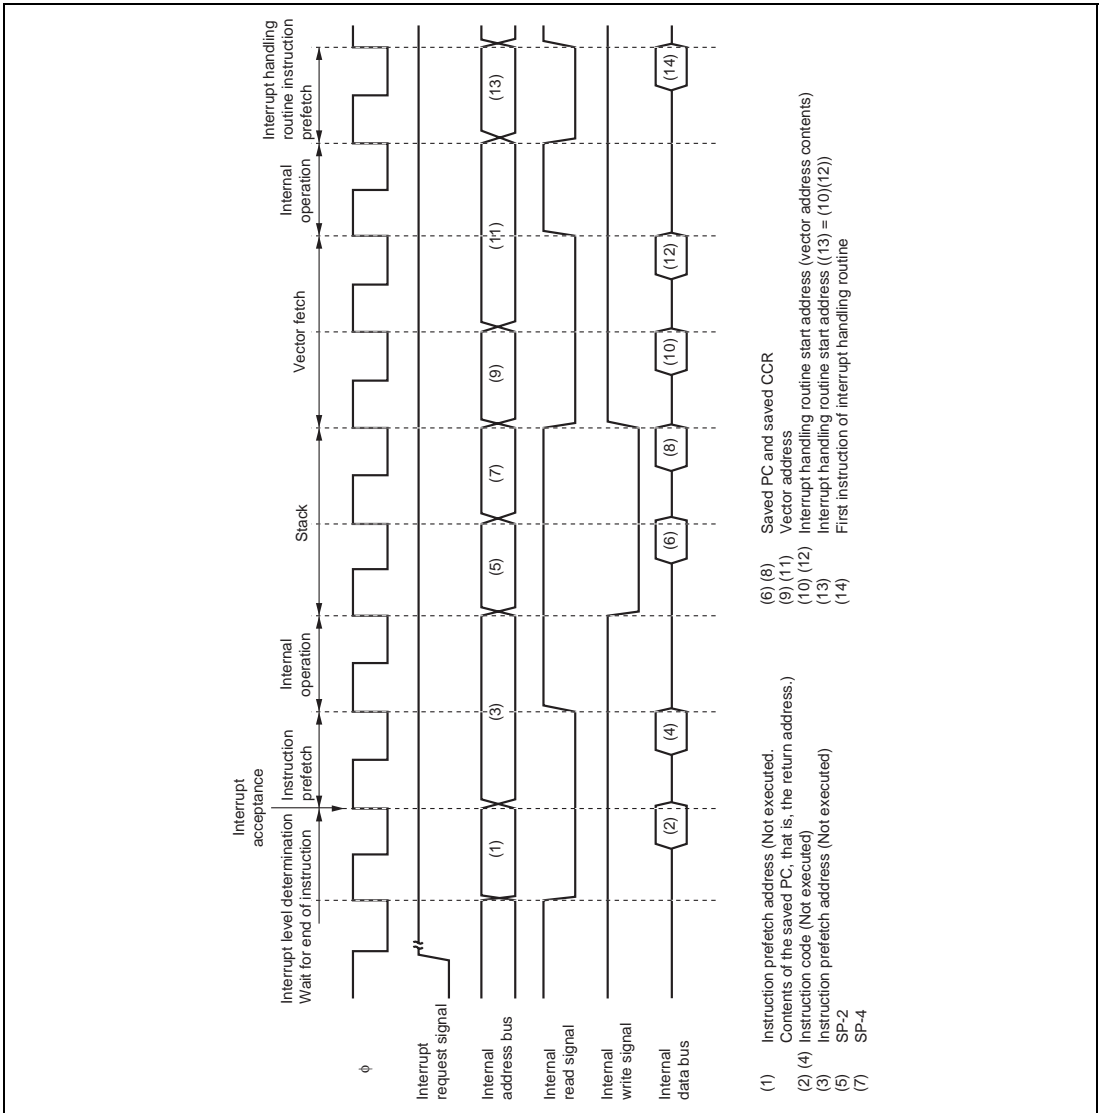 Interrupt
acceptance
Interrupt level determination
Wait for end of instruction
Instruction
prefetch
Internal
operation
Stack
Vector fetch
Internal
operation
Interrupt handling
routine instruction
prefetch
φ
Interrupt
request signal
Internal
address bus
(1)
(3)
(5)
(7)
(9)
(11)
(13)
Internal
read signal
Internal
write signal
Internal
data bus
(2)
(4)
(6)
(8)
(10)
(12)
(14)
(1) Instruction prefetch address (Not executed.
Contents of the saved PC, that is, the return address.)
(2) (4) Instruction code (Not executed)
(3) Instruction prefetch address (Not executed)
(5) SP-2
(7) SP-4
(6) (8) Saved PC and saved CCR
(9) (11) Vector address
(10) (12) Interrupt handling routine start address (vector address contents)
(13) Interrupt handling routine start address ((13) = (10)(12))
(14) First instruction of interrupt handling routine